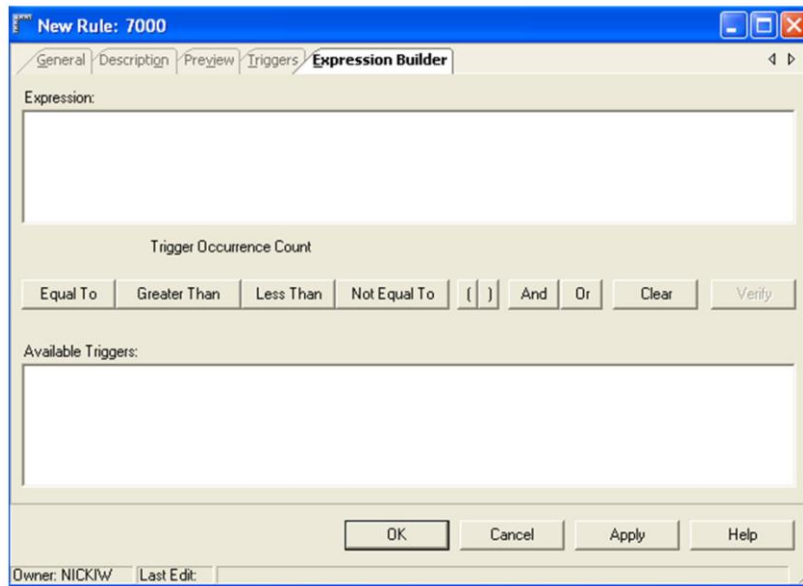 New Rule: 7000
General Description Preview Triggers Expression Builder
Expression:
Trigger Occurrence Count
Equal To Greater Than Less Than Not Equal To ( ) And Or Clear Verify
Available Triggers:
OK Cancel Apply Help
Owner: NICKIW Last Edit: